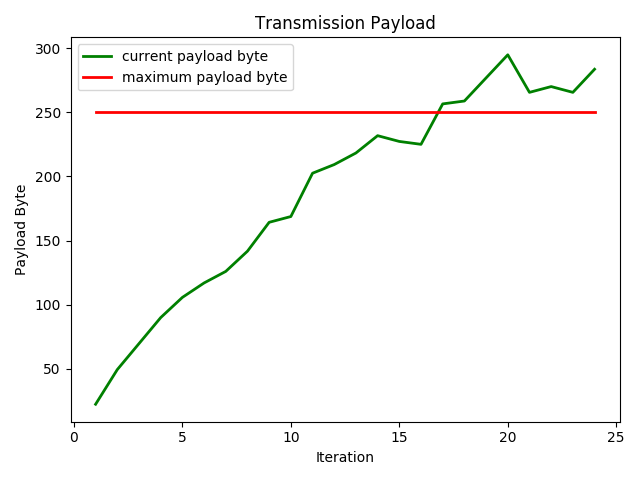 Transmission Payload
current payload byte
maximum payload byte
300
250
200
150
100
50
Payload Byte
0 5 10 15 20 25
Iteration